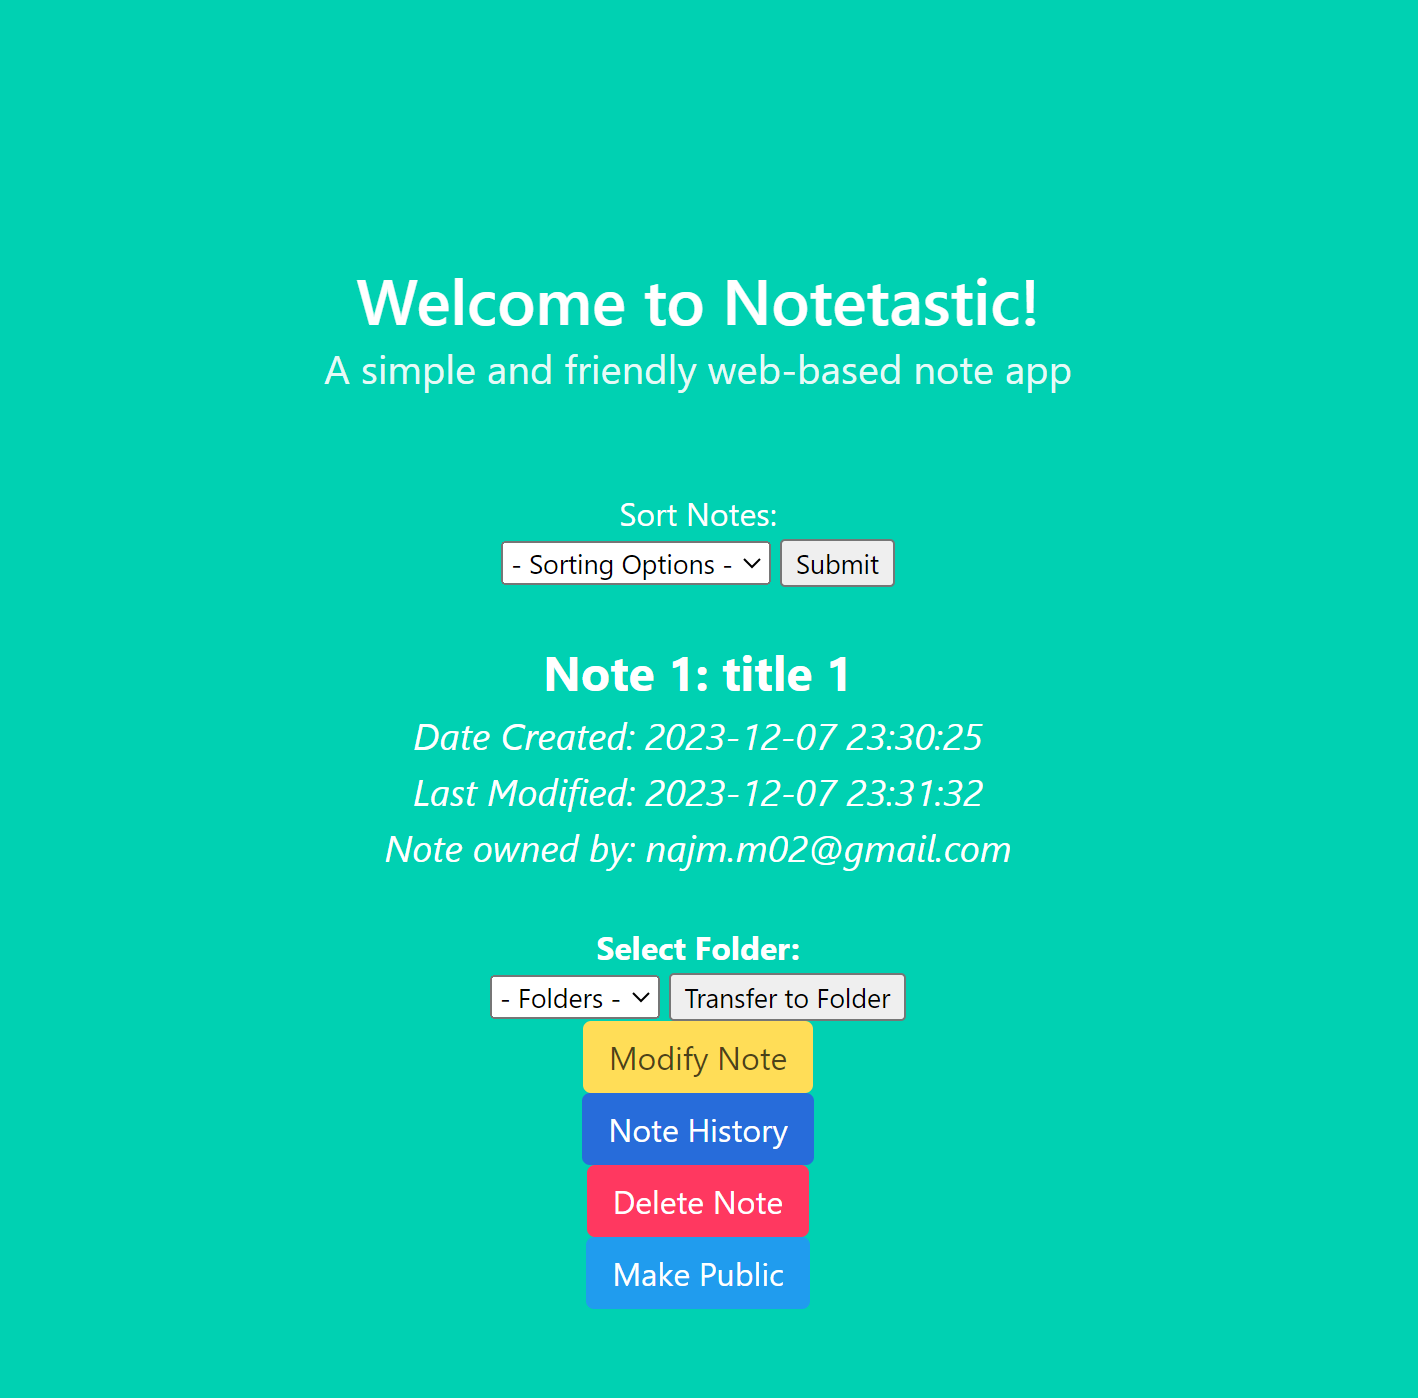 Welcome to Notetastic!
A simple and friendly web-based note app
Sort Notes:
- Sorting Options - Submit
Note 1: title 1
Date Created: 2023-12-07 23:30:25
Last Modified: 2023-12-07 23:31:32
Note owned by: najm.m02@gmail.com
Select Folder:
- Folders - Transfer to Folder
Modify Note
Note History
Delete Note
Make Public